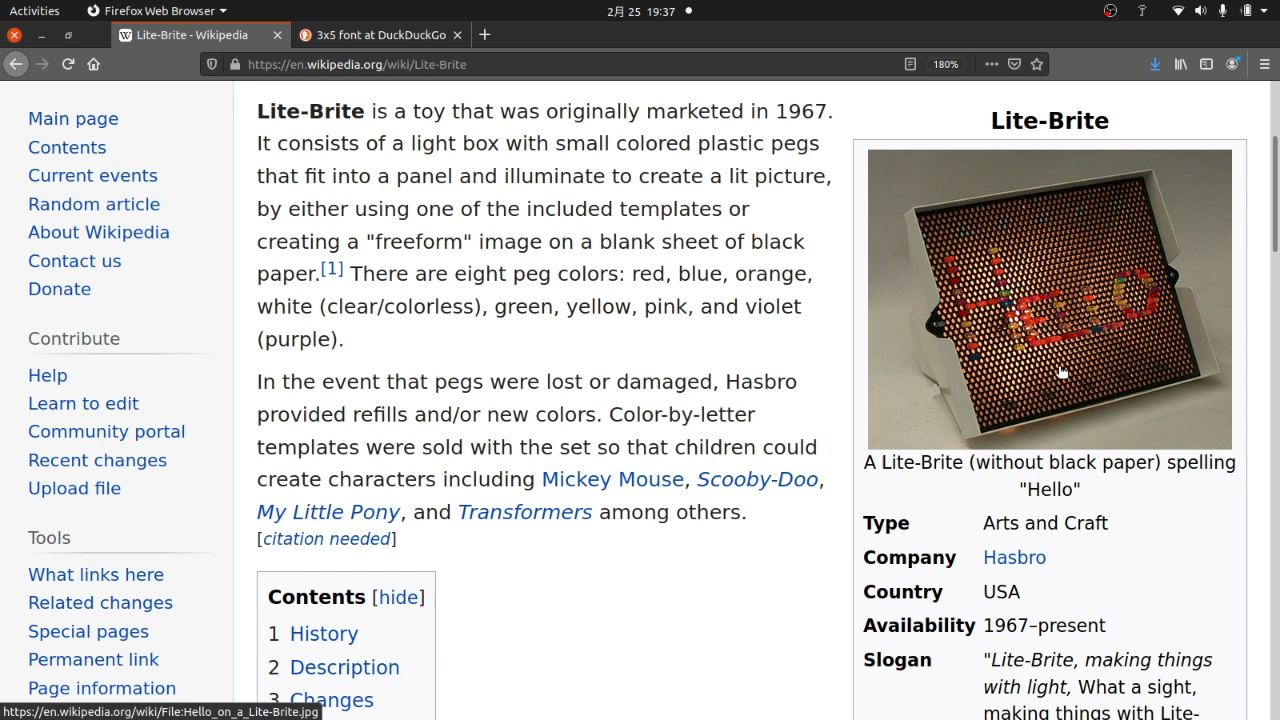 Activities
Firefox Web Browser
2月 25 19:37
Lite-Brite - Wikipedia
3x5 font at DuckDuckGo
https://en.wikipedia.org/wiki/Lite-Brite
180%
Main page
Contents
Current events
Random article
About Wikipedia
Contact us
Donate
Contribute
Help
Learn to edit
Community portal
Recent changes
Upload file
Tools
What links here
Related changes
Special pages
Permanent link
Page information
https://en.wikipedia.org/wiki/File:Hello_on_a_Lite-Brite.jpg
Lite-Brite is a toy that was originally marketed in 1967.
It consists of a light box with small colored plastic pegs
that fit into a panel and illuminate to create a lit picture,
by either using one of the included templates or
creating a "freeform" image on a blank sheet of black
paper.[1] There are eight peg colors: red, blue, orange,
white (clear/colorless), green, yellow, pink, and violet
(purple).
In the event that pegs were lost or damaged, Hasbro
provided refills and/or new colors. Color-by-letter
templates were sold with the set so that children could
create characters including Mickey Mouse, Scooby-Doo,
My Little Pony, and Transformers among others.
[citation needed]
Contents [hide]
1 History
2 Description
3 Changes
Lite-Brite
HELLO
A Lite-Brite (without black paper) spelling
"Hello"
Type Arts and Craft
Company Hasbro
Country USA
Availability 1967–present
Slogan "Lite-Brite, making things
with light, What a sight,
making things with Lite-